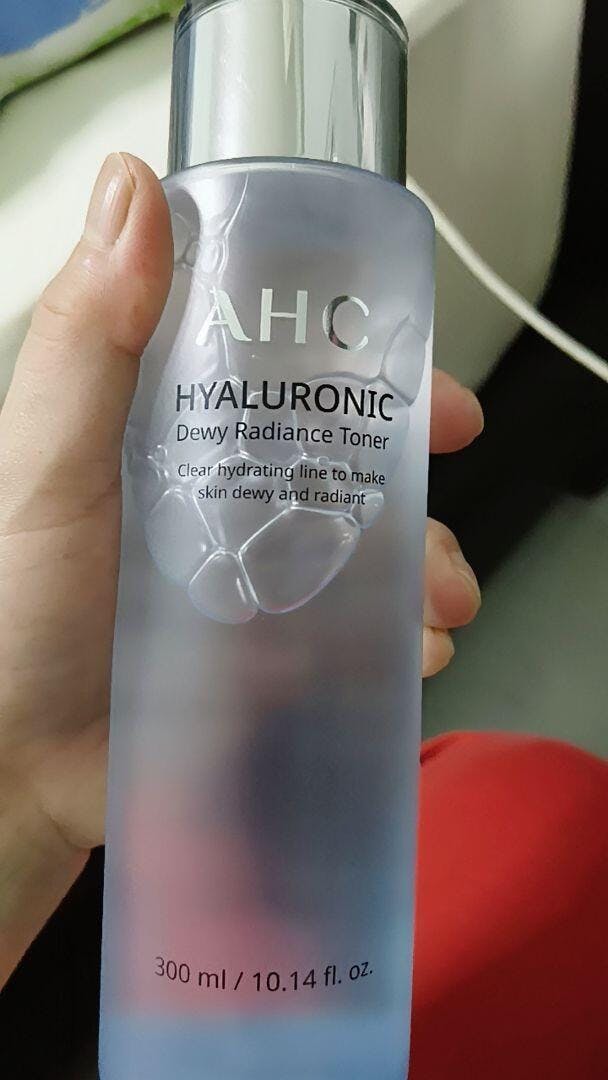 AHC
HYALURONIC
Dewy Radiance Toner
Clear hydrating line to make
skin dewy and radiant
300 ml / 10.14 fl. oz.